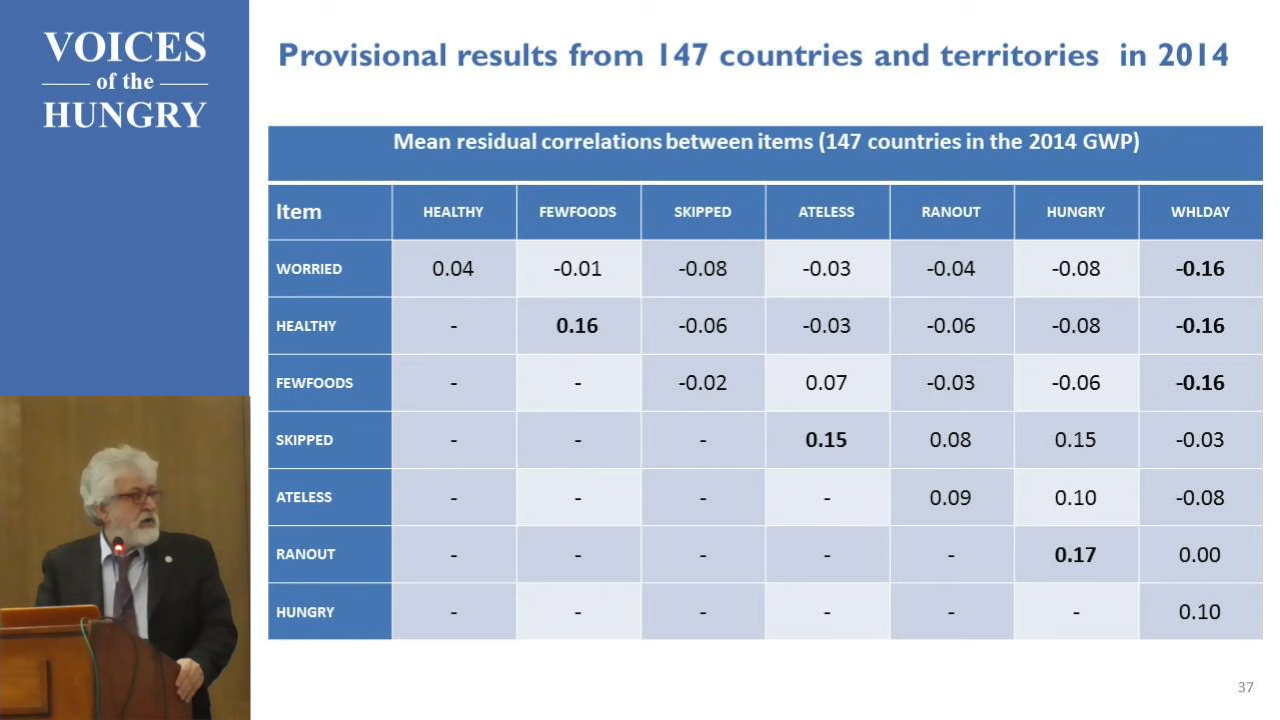 VOICES
of the
HUNGRY
Provisional results from 147 countries and territories in 2014
Mean residual correlations between items (147 countries in the 2014 GWP)
Item HEALTHY FEWFOODS SKIPPED ATELESS RANOUT HUNGRY WHLDAY
WORRIED 0.04 -0.01 -0.08 -0.03 -0.04 -0.08 -0.16
HEALTHY - 0.16 -0.06 -0.03 -0.06 -0.08 -0.16
FEWFOODS - - -0.02 0.07 -0.03 -0.06 -0.16
SKIPPED - - - 0.15 0.08 0.15 -0.03
ATELESS - - - - 0.09 0.10 -0.08
RANOUT - - - - - 0.17 0.00
HUNGRY - - - - - - 0.10
37